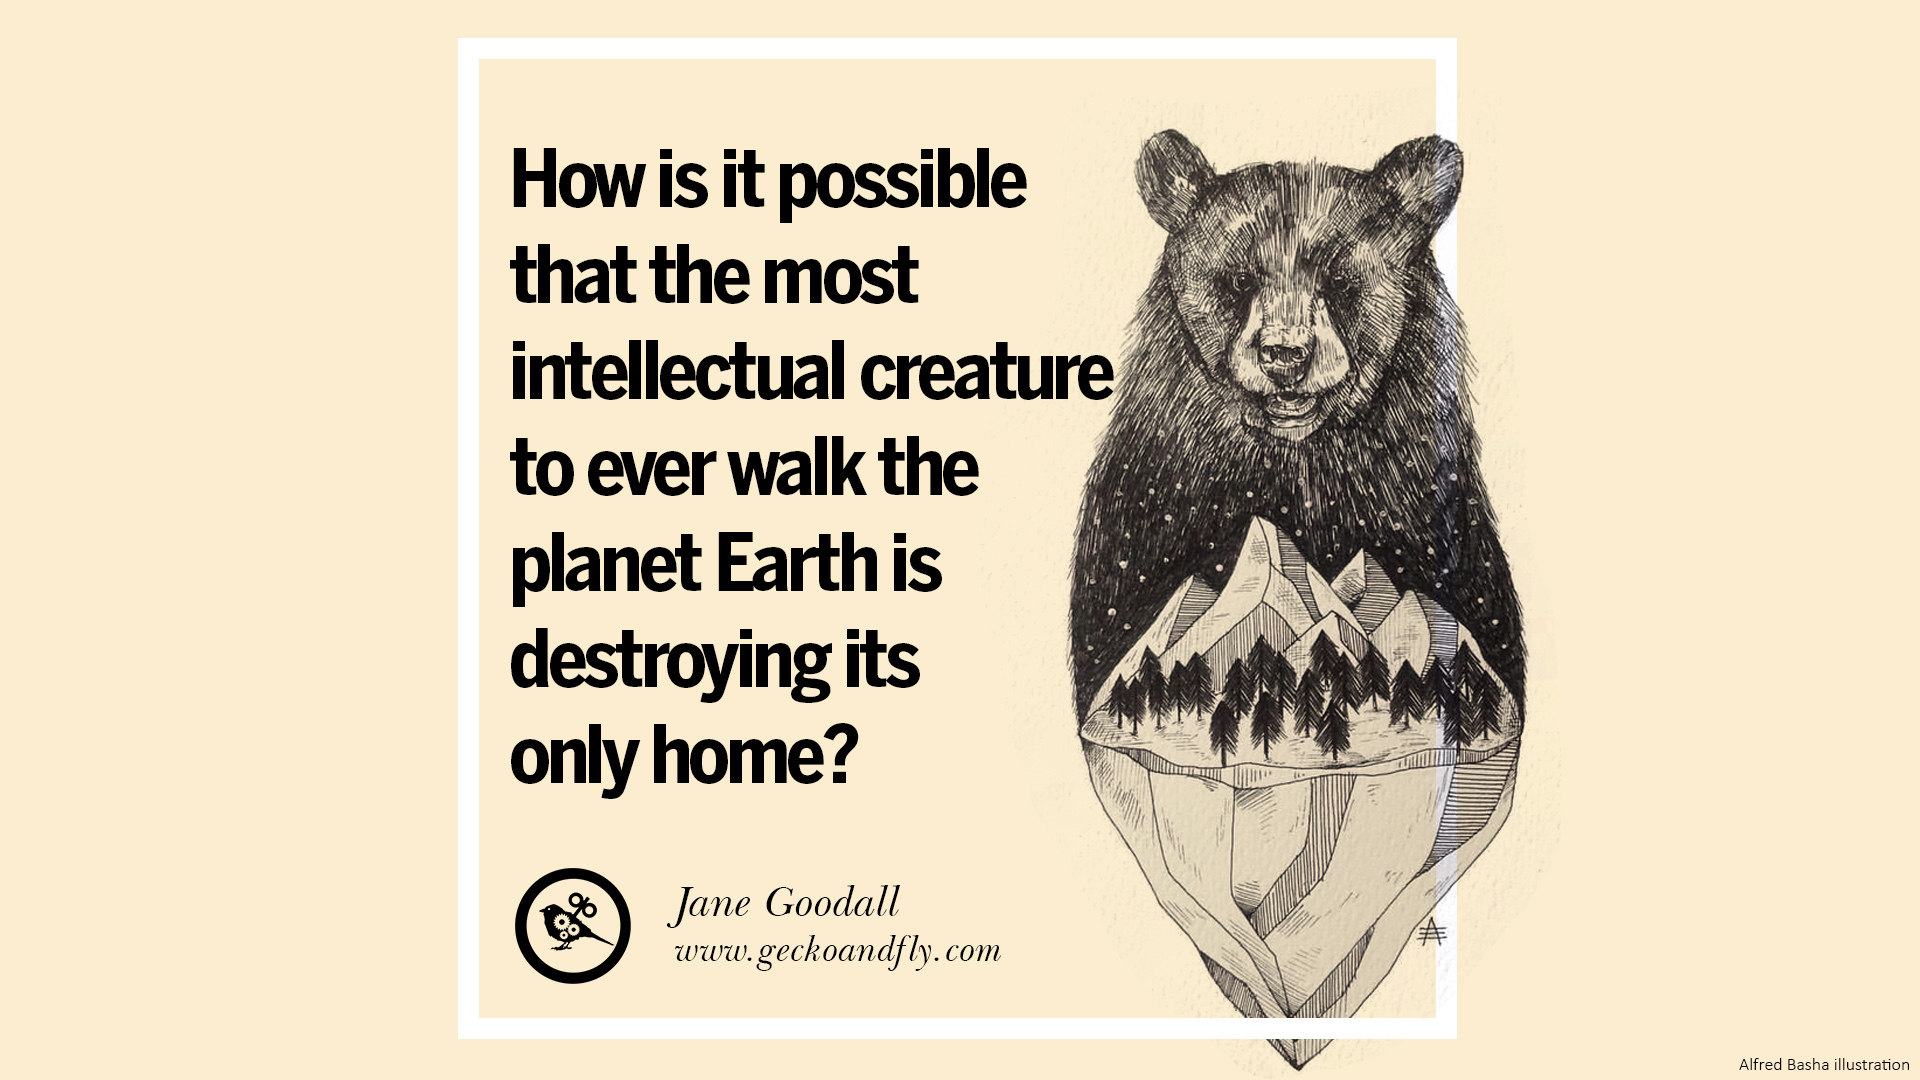 How is it possible
that the most
intellectual creature
to ever walk the
planet Earth is
destroying its
only home?
Jane Goodall
www.geckoandfly.com
Alfred Basha illustration